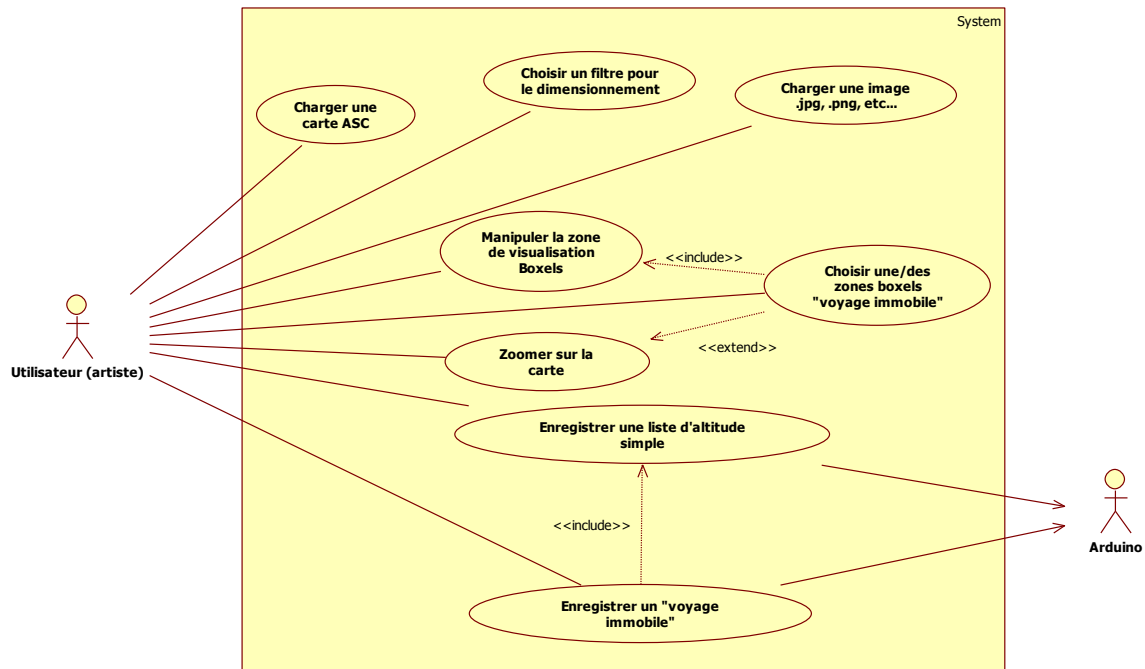 System
Choisir un filtre pour
le dimensionnement
Charger une image
.jpg, .png, etc...
Charger une
carte ASC
Manipuler la zone
de visualisation
Boxels
<<include>>
Choisir une/des
zones boxels
"voyage immobile"
<<extend>>
Zoomer sur la
carte
Utilisateur (artiste)
Enregistrer une liste d'altitude
simple
<<include>>
Arduino
Enregistrer un "voyage
immobile"